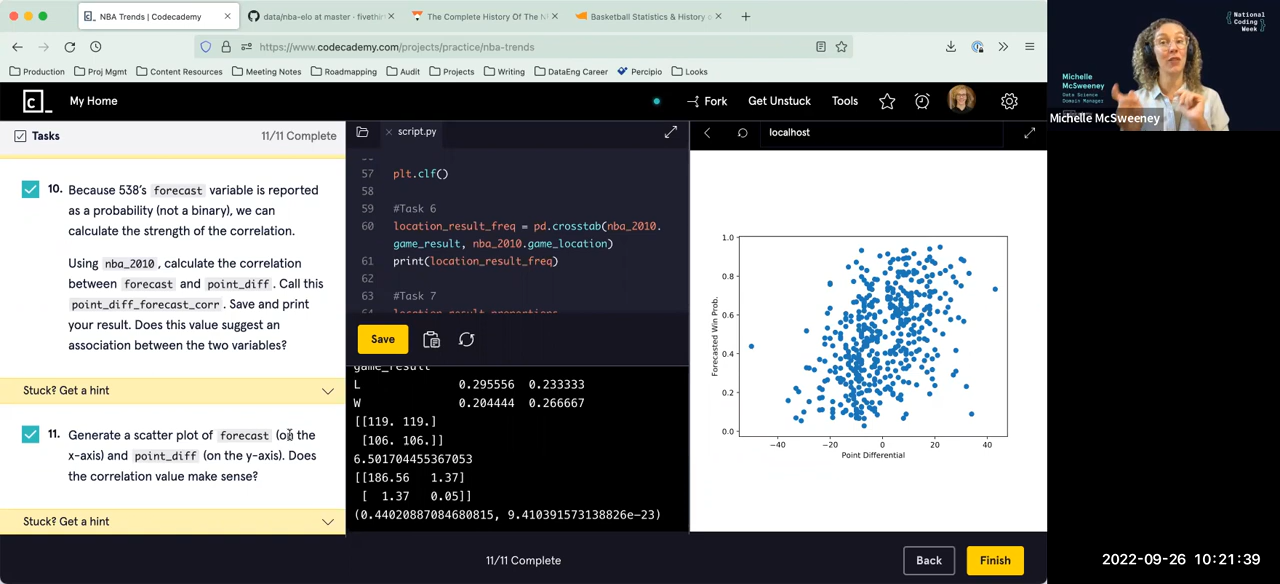 NBA Trends | Codecademy
data/nba-elo at master · fivethi
The Complete History Of The N
Basketball Statistics & History o
https://www.codecademy.com/projects/practice/nba-trends
Production
Proj Mgmt
Content Resources
Meeting Notes
Roadmapping
Audit
Projects
Writing
DataEng Career
Percipio
Looks
My Home
Fork
Get Unstuck
Tools
Tasks
11/11 Complete
10. Because 538's forecast variable is reported
as a probability (not a binary), we can
calculate the strength of the correlation.
Using nba_2010, calculate the correlation
between forecast and point_diff. Call this
point_diff_forecast_corr. Save and print
your result. Does this value suggest an
association between the two variables?
Stuck? Get a hint
11. Generate a scatter plot of forecast (on the
x-axis) and point_diff (on the y-axis). Does
the correlation value make sense?
Stuck? Get a hint
script.py
57 plt.clf()
58
59 #Task 6
60 location_result_freq = pd.crosstab(nba_2010.
game_result, nba_2010.game_location)
61 print(location_result_freq)
62
63 #Task 7
64 location_result_proportions
Save
game_result
L 0.295556 0.233333
W 0.204444 0.266667
[[119. 119.]
[106. 106.]]
6.501704455367053
[[186.56 1.37]
[ 1.37 0.05]]
(0.44020887084680815, 9.410391573138826e-23)
localhost
Forecasted Win Prob.
1.0
0.8
0.6
0.4
0.2
0.0
−40 −20 0 20 40
Point Differential
11/11 Complete
Back
Finish
{ National
Coding
Week }
Michelle
McSweeney
Data Science
Domain Manager
Michelle McSweeney
2022-09-26 10:21:39